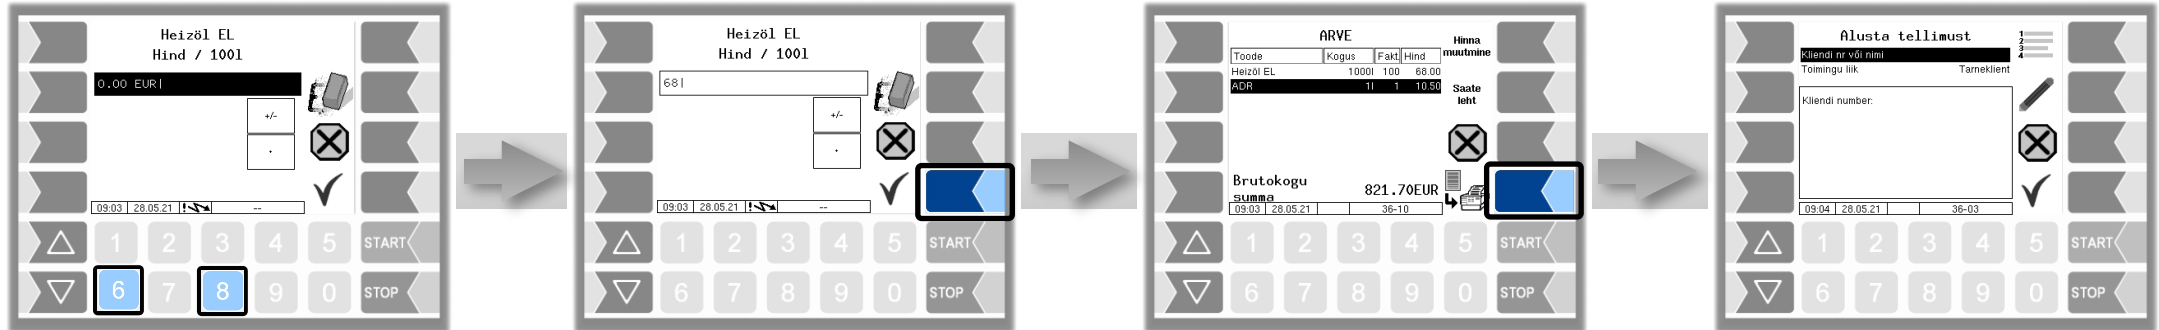 Heizöl EL
Hind / 100l
0.00 EUR
+/-
.
09:03 28.05.21 --
1 2 3 4 5 START
6 7 8 9 0 STOP
Heizöl EL
Hind / 100l
68
+/-
.
09:03 28.05.21 --
1 2 3 4 5 START
6 7 8 9 0 STOP
ARVE
Hinna
muutmine
Toode Kogus Fakt. Hind
Heizöl EL 1000l 100 68.00
ADR 1l 1 10.50
Saate
leht
Brutokogu
summa 821.70EUR
09:03 28.05.21 36-10
1 2 3 4 5 START
6 7 8 9 0 STOP
Alusta tellimust
1
2
3
4
Kliendi nr või nimi
Toimingu liik Tarneklient
Kliendi number:
09:04 28.05.21 36-03
1 2 3 4 5 START
6 7 8 9 0 STOP